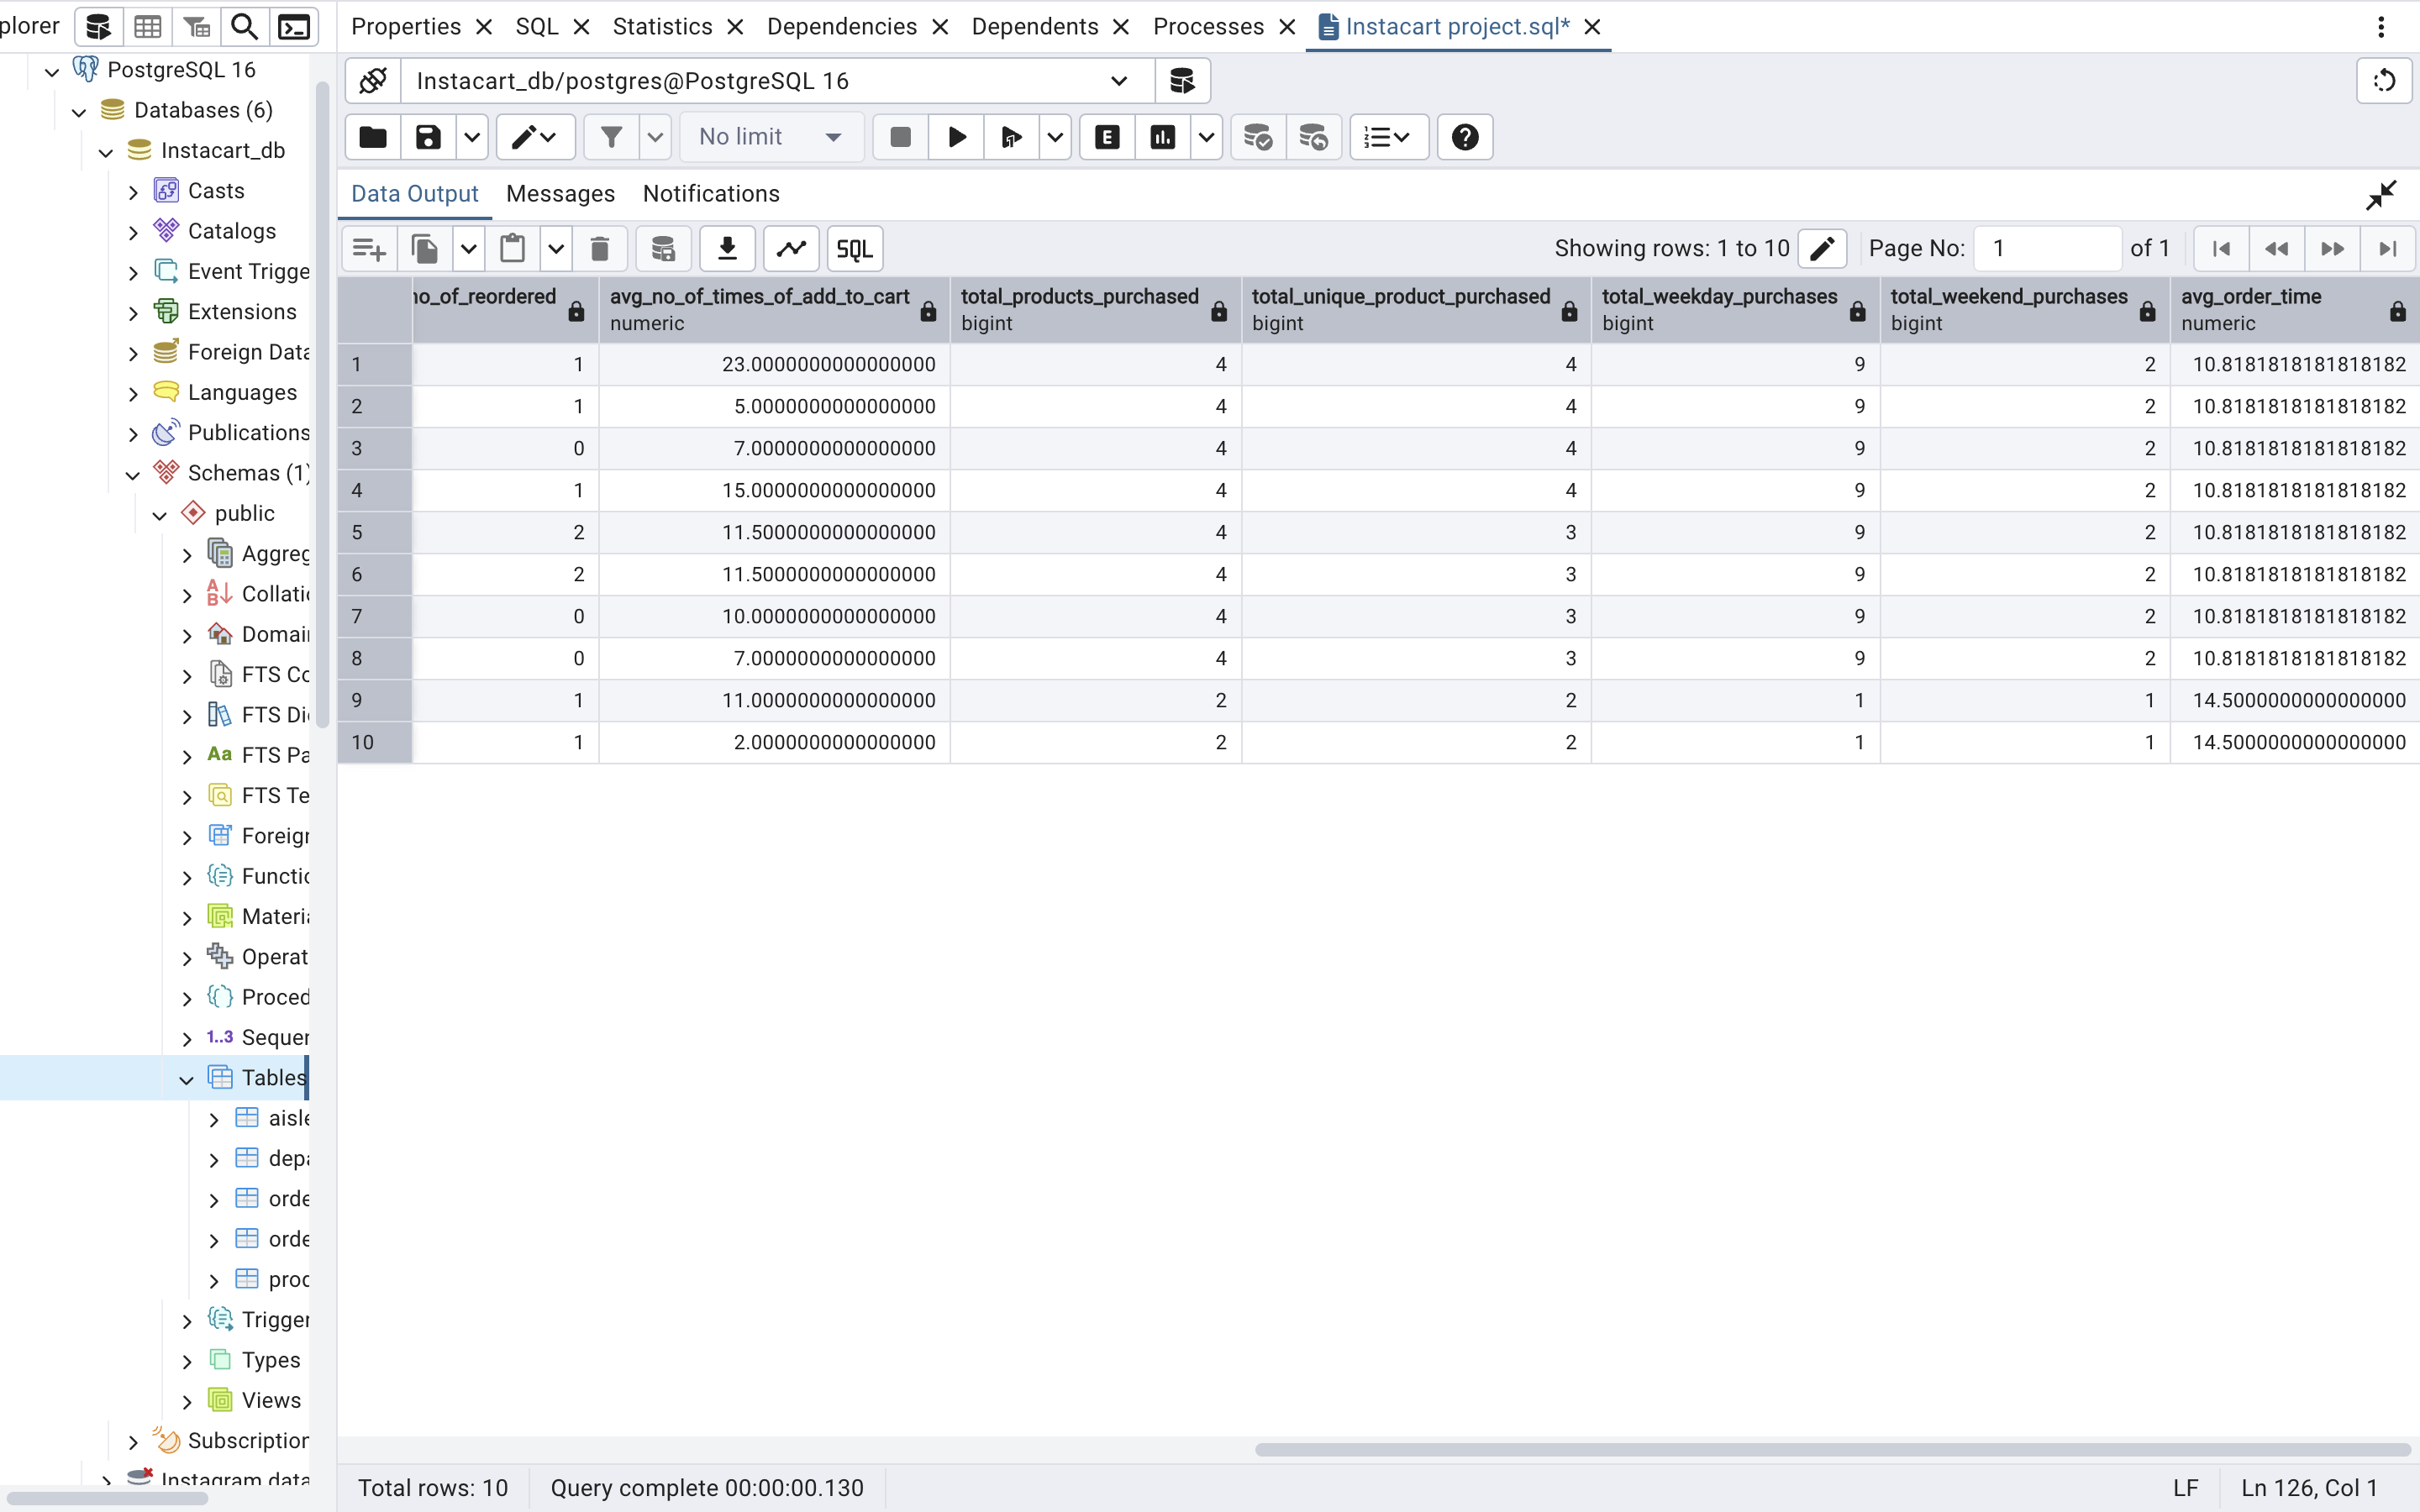 plorer
Properties SQL Statistics Dependencies Dependents Processes Instacart project.sql*
PostgreSQL 16
Databases (6)
Instacart_db
Casts
Catalogs
Event Trigge
Extensions
Foreign Data
Languages
Publications
Schemas (1)
public
Aggreg
Collatio
Domai
FTS Co
FTS Di
FTS Pa
FTS Te
Foreign
Functio
Materia
Operat
Proced
1..3 Sequen
Tables
aisle
depa
orde
orde
prod
Trigger
Types
Views
Subscription
Instagram data
Instacart_db/postgres@PostgreSQL 16
No limit
Data Output Messages Notifications
SQL Showing rows: 1 to 10 Page No: 1 of 1
no_of_reordered avg_no_of_times_of_add_to_cart total_products_purchased total_unique_product_purchased total_weekday_purchases total_weekend_purchases avg_order_time
numeric bigint bigint bigint bigint numeric
1 1 23.0000000000000000 4 4 9 2 10.8181818181818182
2 1 5.0000000000000000 4 4 9 2 10.8181818181818182
3 0 7.0000000000000000 4 4 9 2 10.8181818181818182
4 1 15.0000000000000000 4 4 9 2 10.8181818181818182
5 2 11.5000000000000000 4 3 9 2 10.8181818181818182
6 2 11.5000000000000000 4 3 9 2 10.8181818181818182
7 0 10.0000000000000000 4 3 9 2 10.8181818181818182
8 0 7.0000000000000000 4 3 9 2 10.8181818181818182
9 1 11.0000000000000000 2 2 1 1 14.5000000000000000
10 1 2.0000000000000000 2 2 1 1 14.5000000000000000
Total rows: 10 Query complete 00:00:00.130 LF Ln 126, Col 1